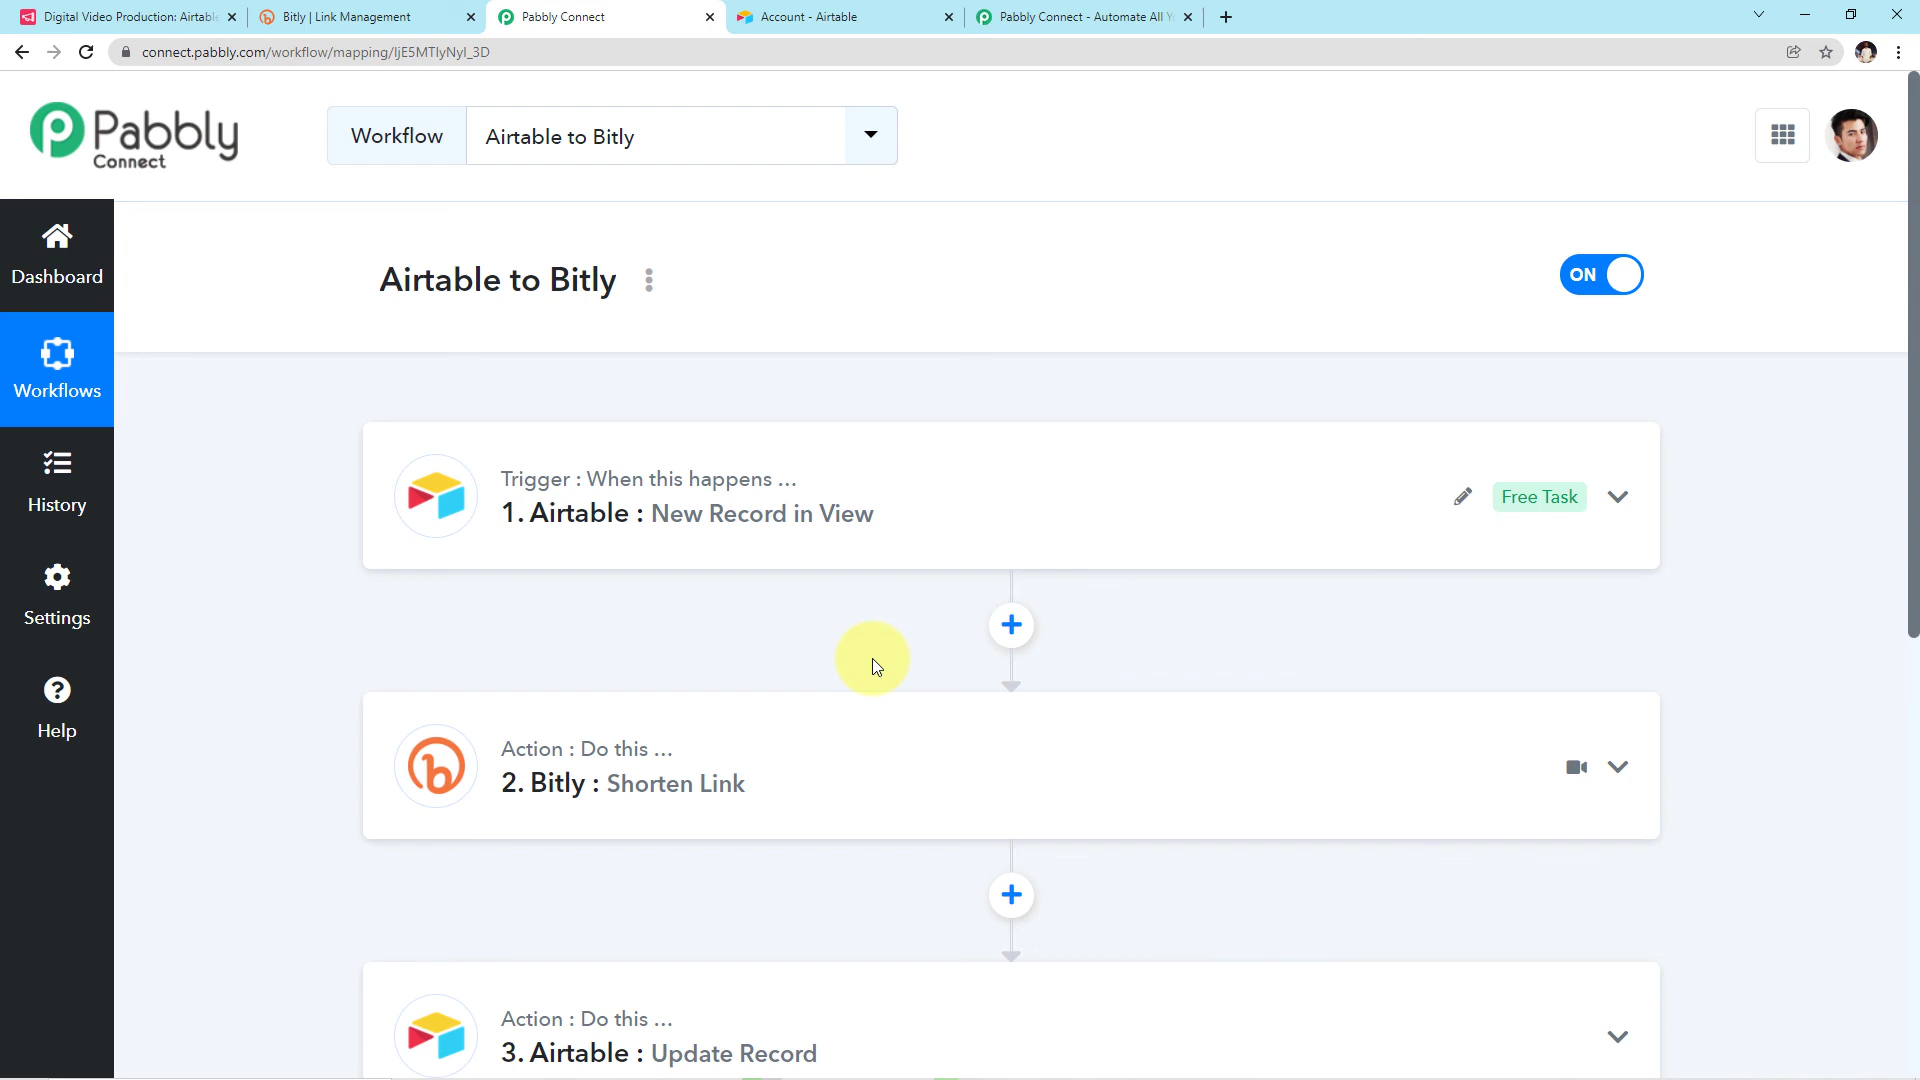 Digital Video Production: Airtable
Bitly | Link Management
Pabbly Connect
Account - Airtable
Pabbly Connect - Automate All Y
connect.pabbly.com/workflow/mapping/IjE5MTIyNyI_3D
Pabbly
Connect
Workflow
Airtable to Bitly
Dashboard
Workflows
History
Settings
Help
Airtable to Bitly
ON
Trigger : When this happens ...
1. Airtable : New Record in View
Free Task
Action : Do this ...
2. Bitly : Shorten Link
Action : Do this ...
3. Airtable : Update Record